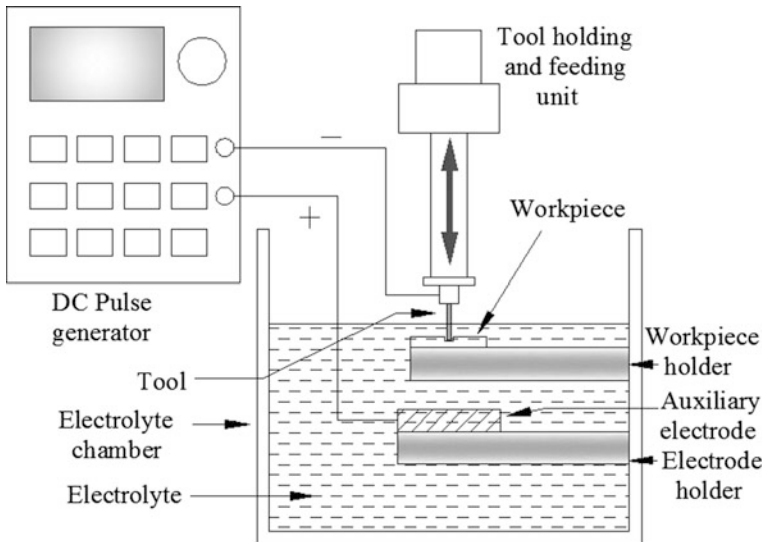 Tool holding
and feeding
unit
−
+
Workpiece
DC Pulse
generator
Workpiece
holder
Tool
Auxiliary
electrode
Electrolyte
chamber
Electrode
holder
Electrolyte